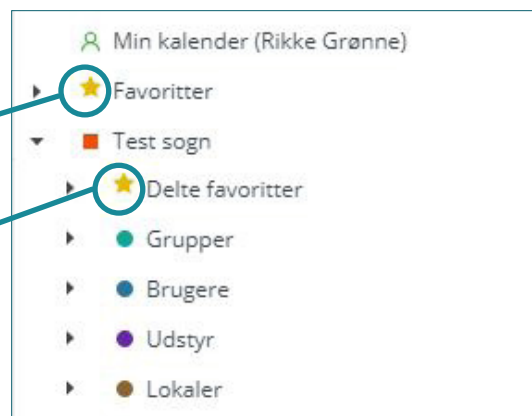 Min kalender (Rikke Grønne)
Favoritter
Test sogn
Delte favoritter
Grupper
Brugere
Udstyr
Lokaler